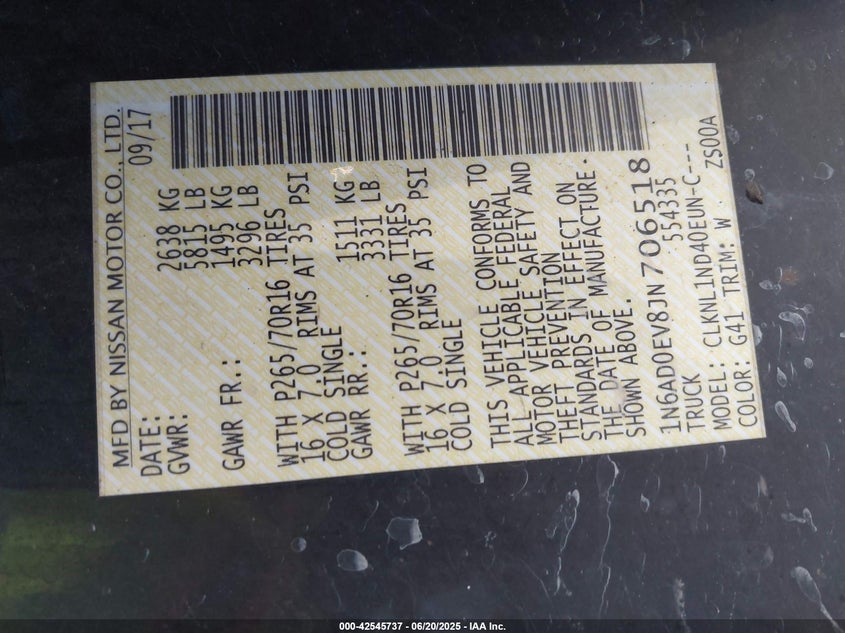 MFD BY NISSAN MOTOR CO., LTD.
DATE: 09/17
GVWR: 2638 KG
5815 LB
GAWR FR.: 1495 KG
3296 LB
WITH P265/70R16 TIRES
16 X 7.0 RIMS AT 35 PSI
COLD SINGLE
GAWR RR.: 1511 KG
3331 LB
WITH P265/70R16 TIRES
16 X 7.0 RIMS AT 35 PSI
COLD SINGLE
THIS VEHICLE CONFORMS TO
ALL APPLICABLE FEDERAL
MOTOR VEHICLE SAFETY AND
THEFT PREVENTION
STANDARDS IN EFFECT ON
THE DATE OF MANUFACTURE.
SHOWN ABOVE.
1N6AD0EV8JN706518
TRUCK 554335
MODEL: CLKNL1ND40EUN-C---
COLOR: G41 TRIM: W ZS00A
000-42545737 - 06/20/2025 - IAA Inc.